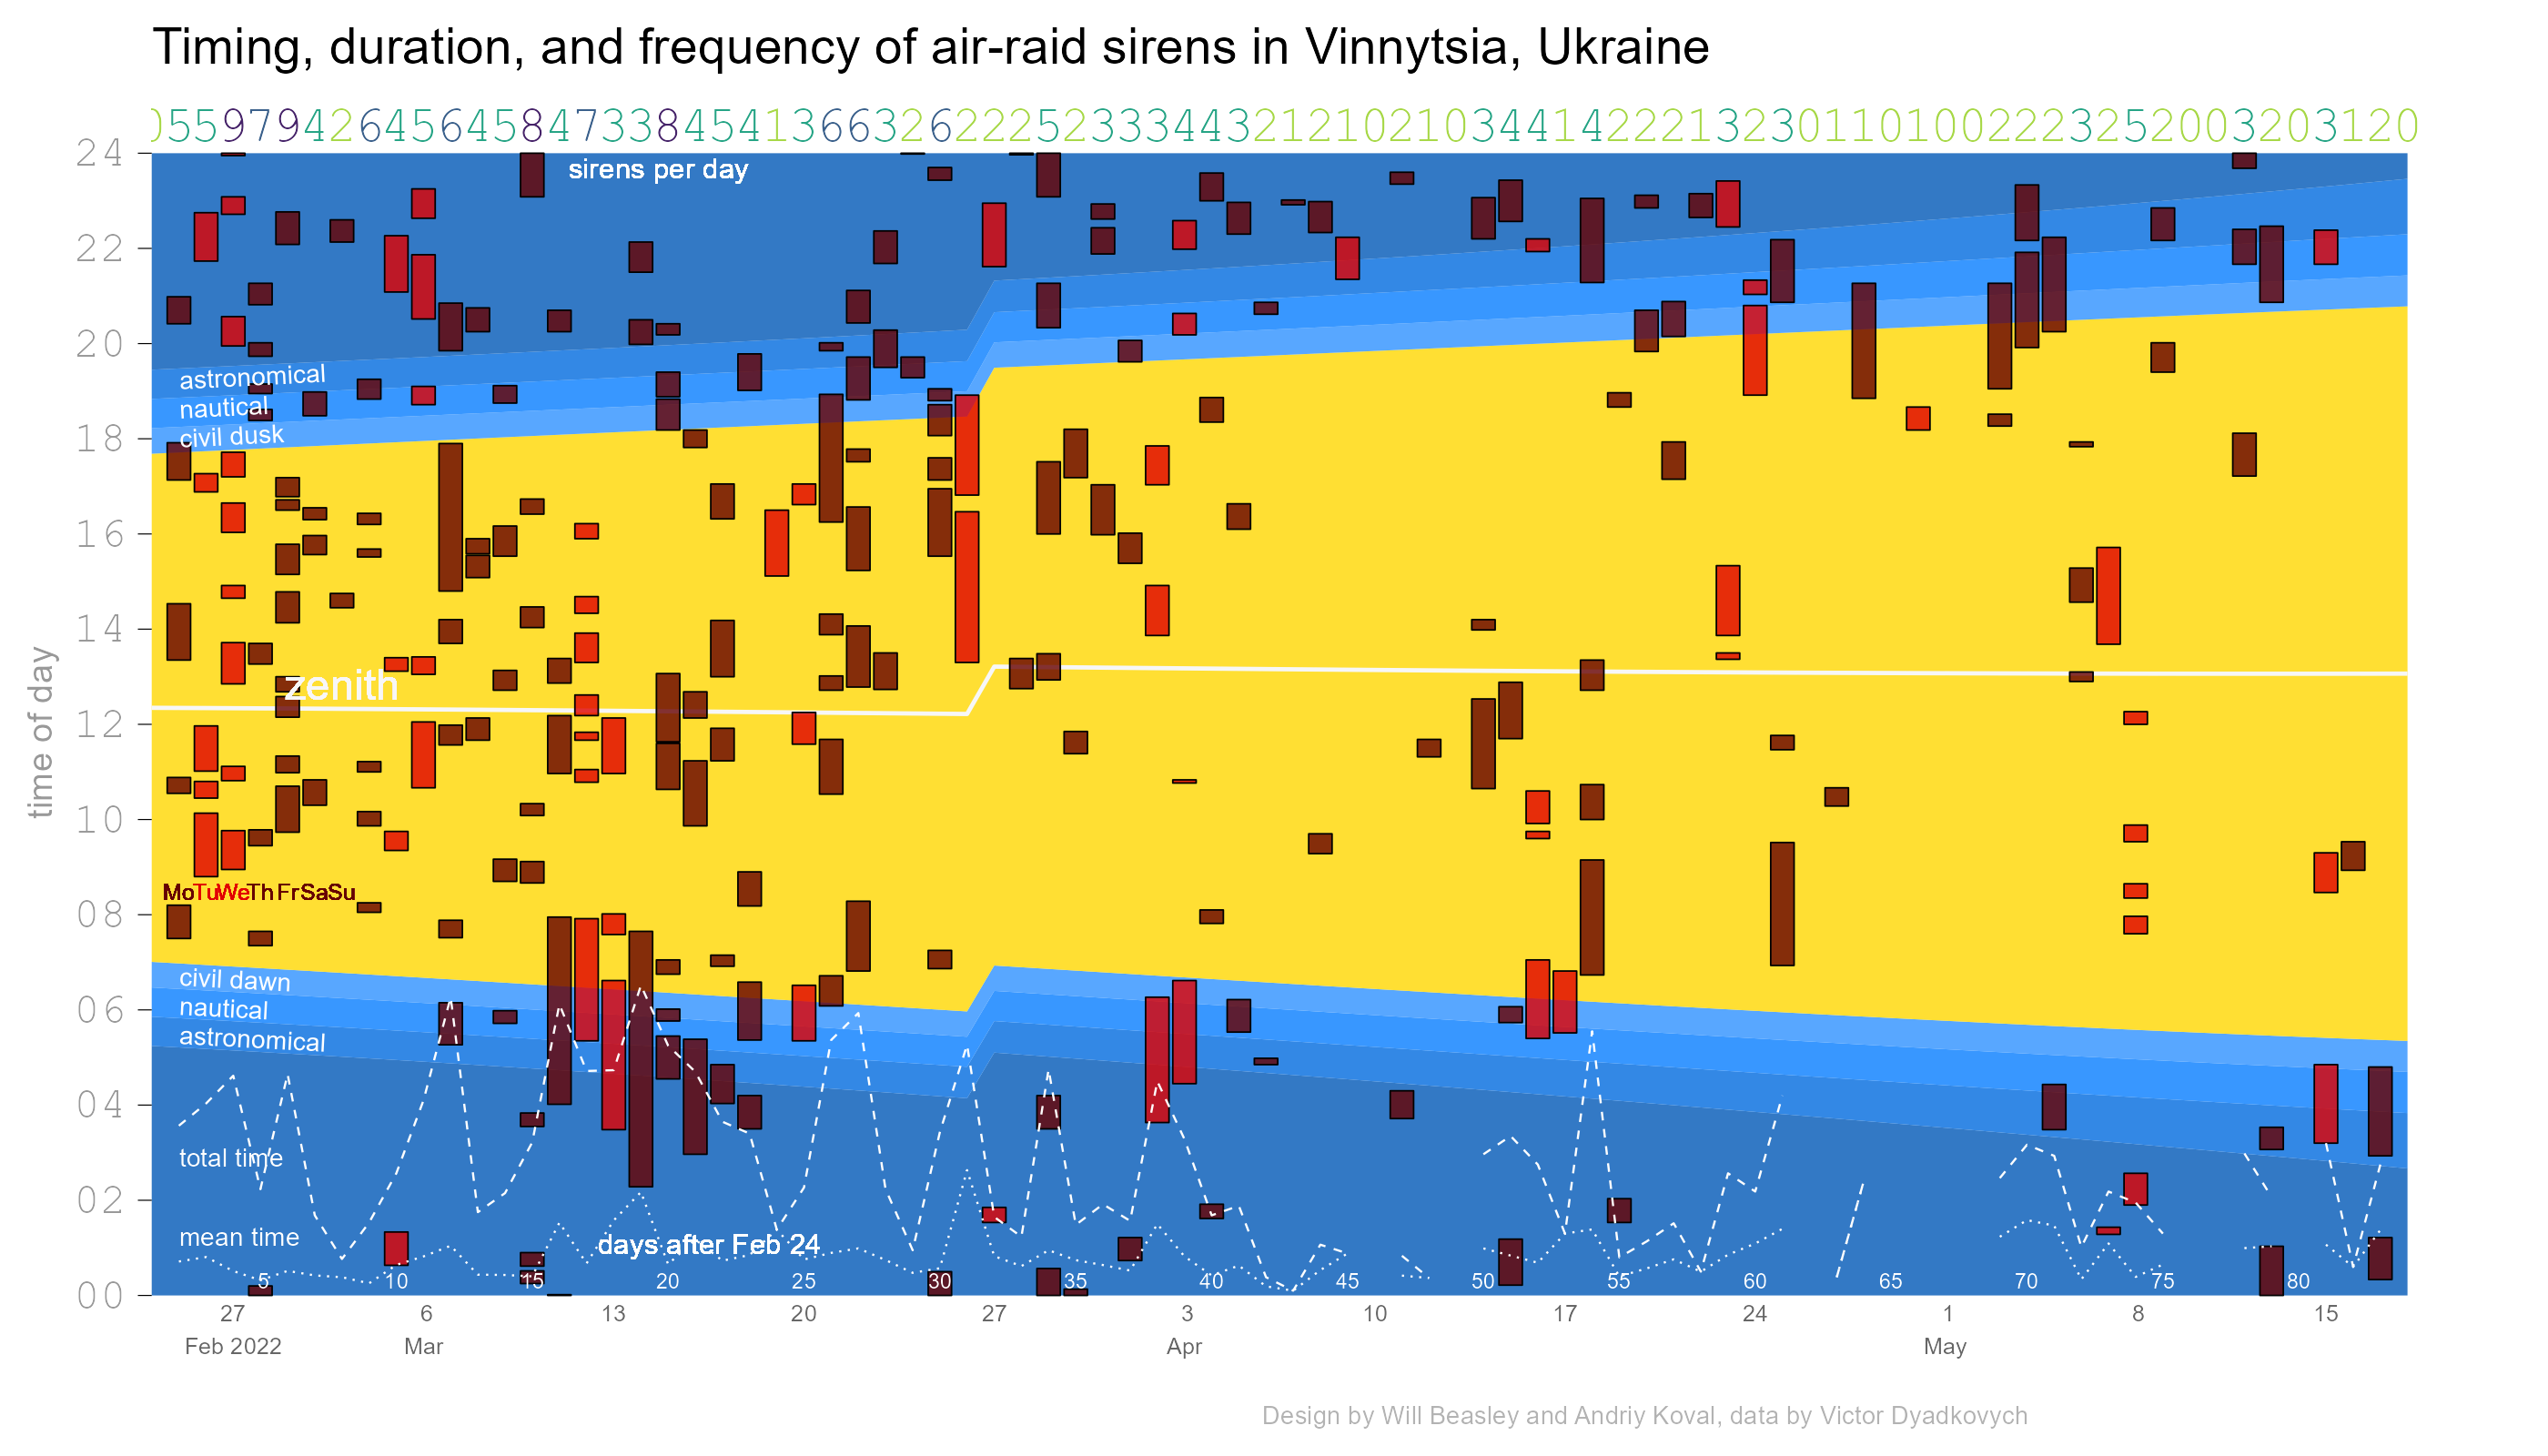 Timing, duration, and frequency of air-raid sirens in Vinnytsia, Ukraine
055979426456458473384541366326222523334432121021034414222132301101002223252003203120
24
sirens per day
22
20
astronomical
nautical
18
civil dusk
16
14
time of day
zenith
12
10
MoTuWeThFrSaSu
08
civil dawn
06
nautical
astronomical
04
total time
02
mean time
days after Feb 24
5 10 15 20 25 30 35 40 45 50 55 60 65 70 75 80
00
27 6 13 20 27 3 10 17 24 1 8 15
Feb 2022 Mar Apr May
Design by Will Beasley and Andriy Koval, data by Victor Dyadkovych